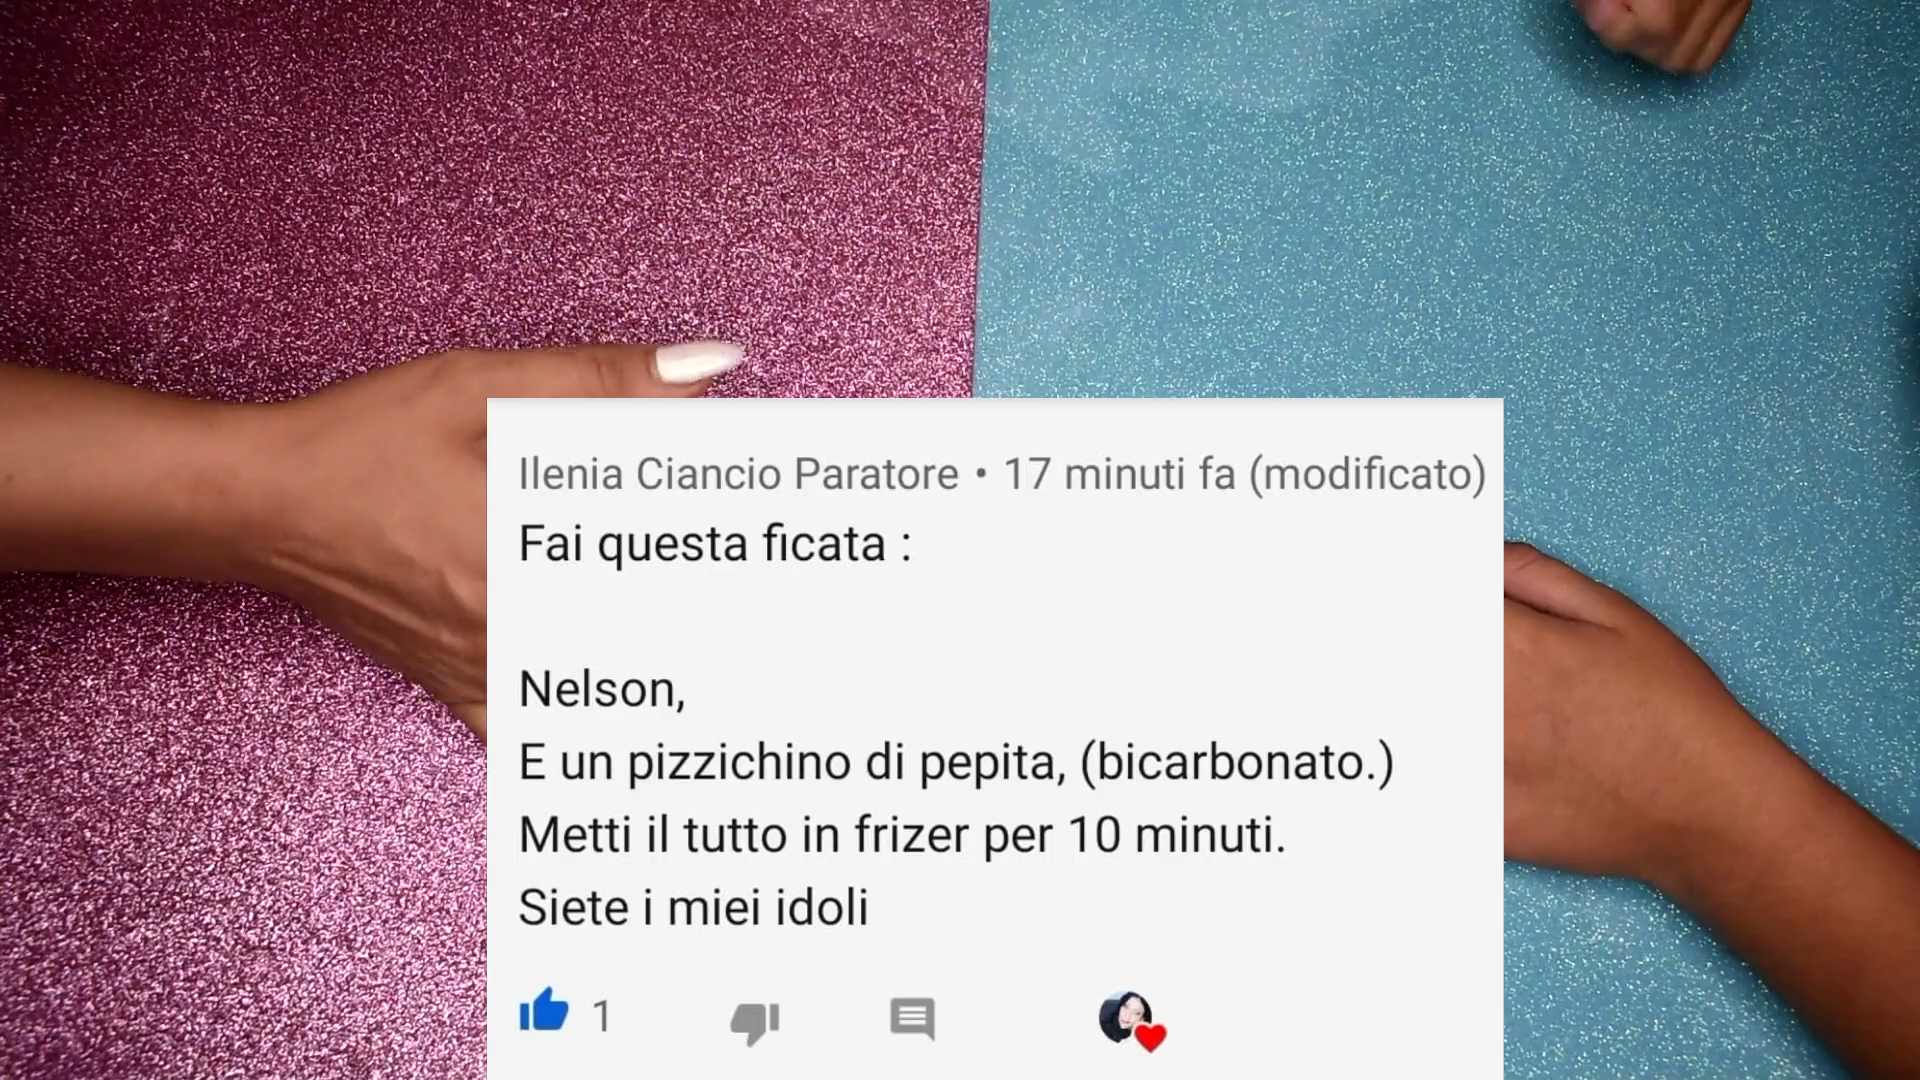 Ilenia Ciancio Paratore • 17 minuti fa (modificato)
Fai questa ficata :
Nelson,
E un pizzichino di pepita, (bicarbonato.)
Metti il tutto in frizer per 10 minuti.
Siete i miei idoli
1